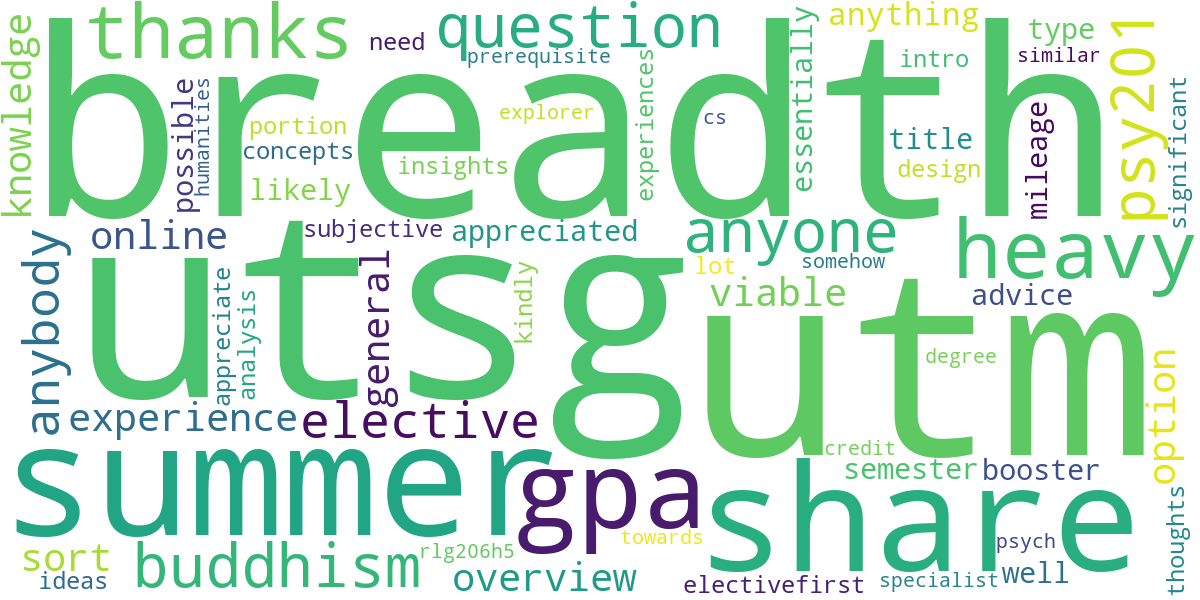 breadth
utsg
utm
summer
share
gpa
thanks
question
heavy
psy201
anyone
buddhism
elective
anybody
experience
online
overview
general
viable
option
knowledge
anything
sort
likely
possible
appreciated
title
type
advice
semester
booster
well
mileage
essentially
significant
thoughts
need
prerequisite
intro
similar
explorer
cs
experiences
humanities
portion
concepts
insights
design
subjective
somehow
lot
kindly
appreciate
analysis
degree
credit
towards
rlg206h5
ideas
electivefirst
specialist
psych